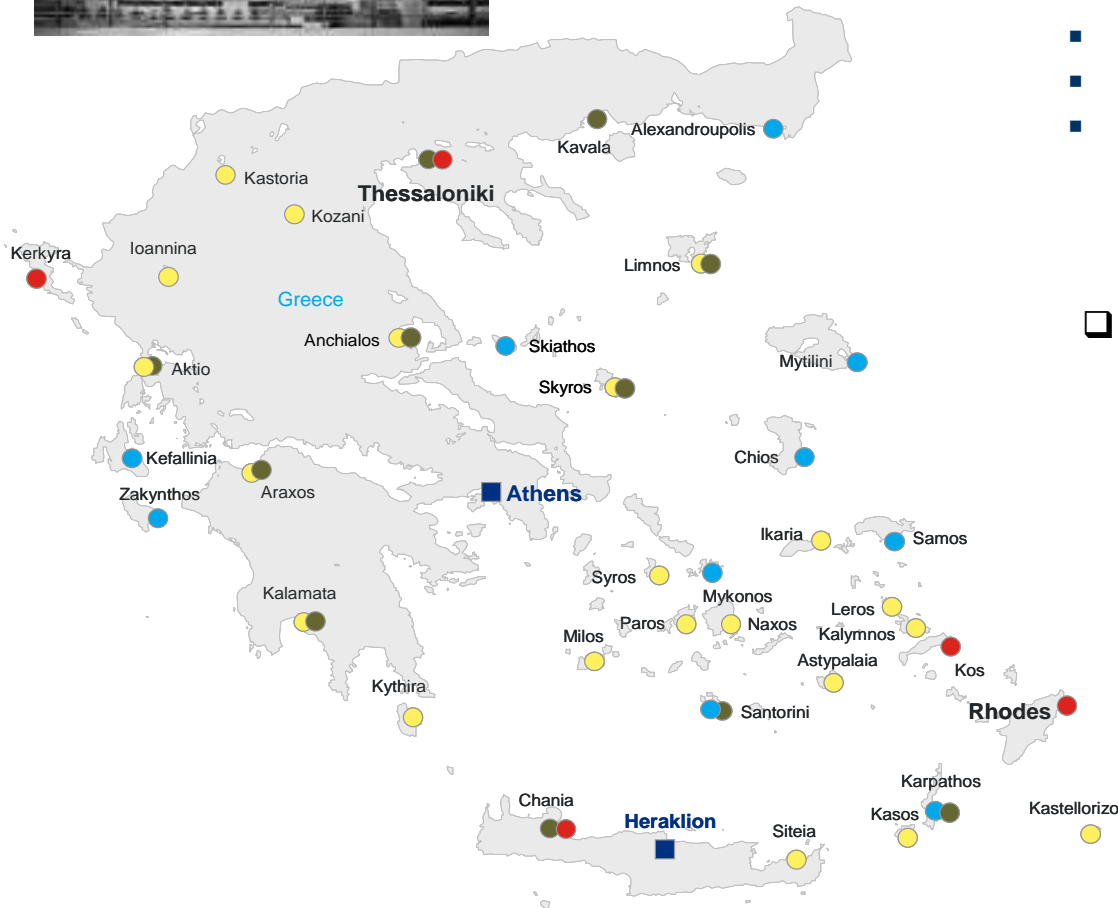 Alexandroupolis
Kavala
Kastoria
Thessaloniki
Kozani
Ioannina
Kerkyra
Limnos
Greece
Anchialos
Skiathos
Mytilini
Aktio
Skyros
Kefallinia
Chios
Zakynthos
Araxos
Athens
Ikaria
Samos
Syros
Kalamata
Mykonos
Leros
Paros
Naxos
Kalymnos
Milos
Astypalaia
Kos
Kythira
Santorini
Rhodes
Karpathos
Chania
Kasos
Kastellorizo
Heraklion
Siteia